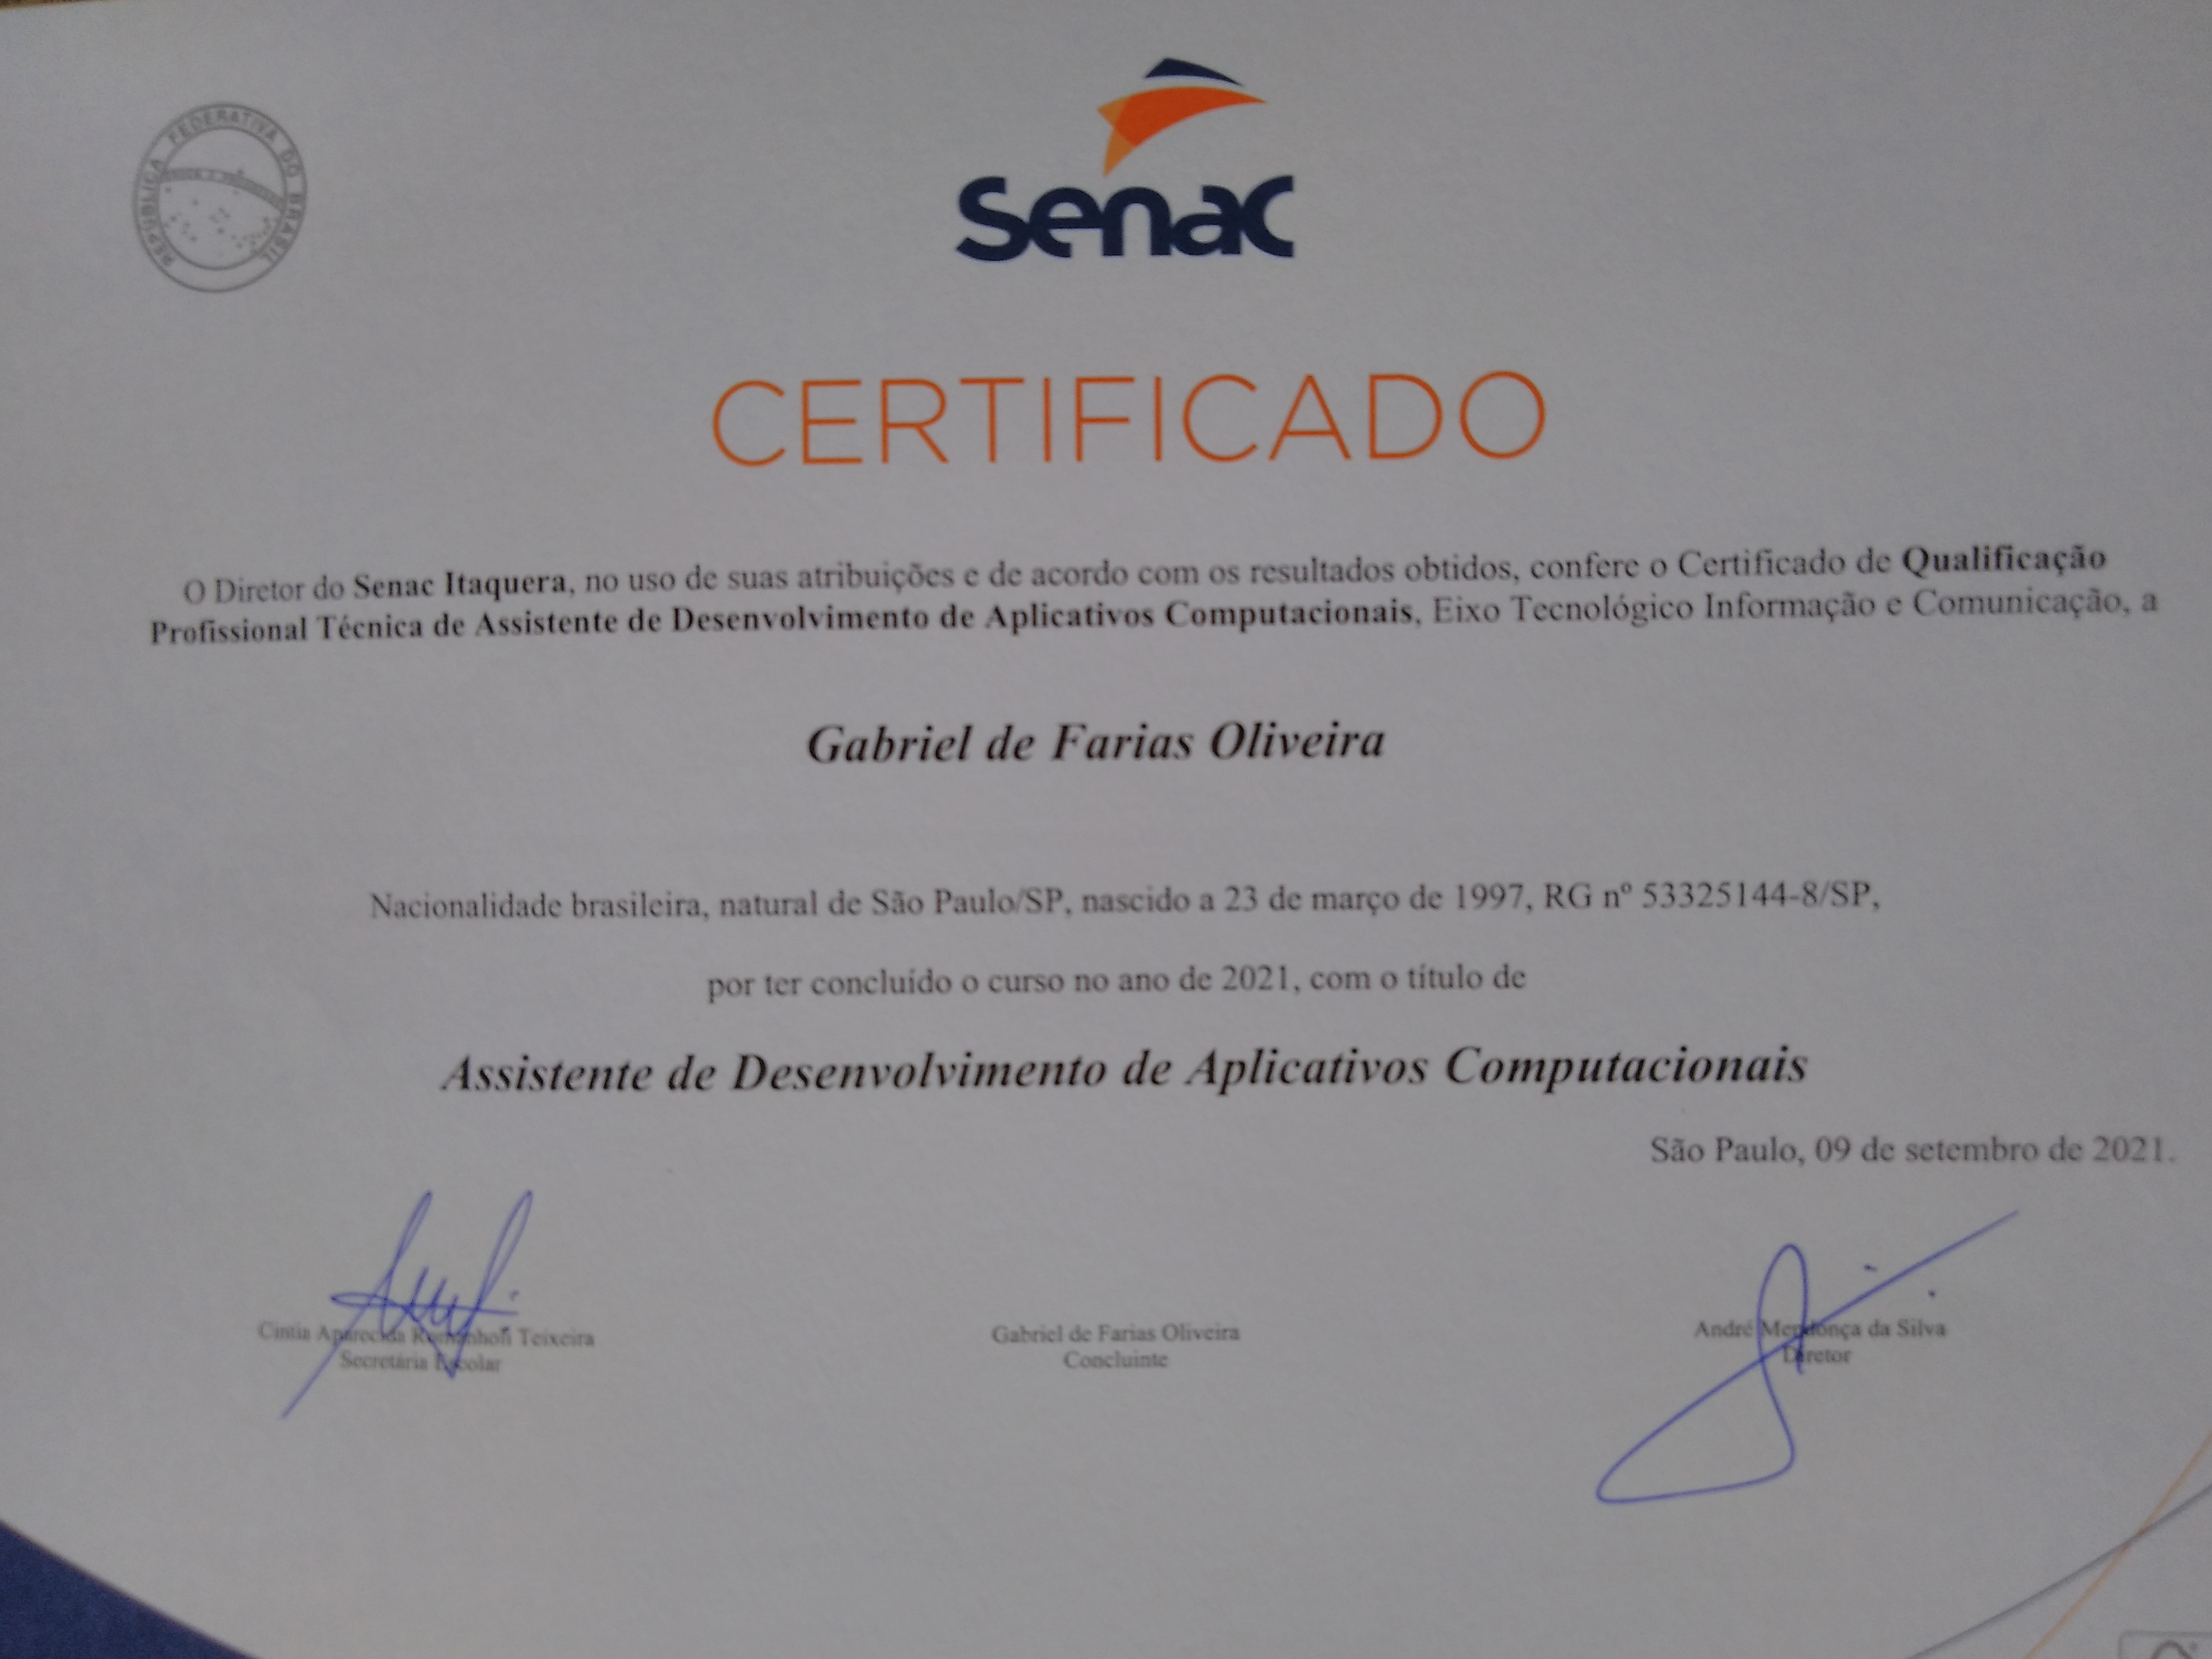 REPÚBLICA FEDERATIVA DO BRASIL
senac
CERTIFICADO
O Diretor do Senac Itaquera, no uso de suas atribuições e de acordo com os resultados obtidos, confere o Certificado de Qualificação
Profissional Técnica de Assistente de Desenvolvimento de Aplicativos Computacionais, Eixo Tecnológico Informação e Comunicação, a
Gabriel de Farias Oliveira
Nacionalidade brasileira, natural de São Paulo/SP, nascido a 23 de março de 1997, RG nº 53325144-8/SP,
por ter concluído o curso no ano de 2021, com o título de
Assistente de Desenvolvimento de Aplicativos Computacionais
São Paulo, 09 de setembro de 2021.
Cintia Aparecida Teixeira
Secretária Escolar
Gabriel de Farias Oliveira
Concluinte
André Mendonça da Silva
Diretor